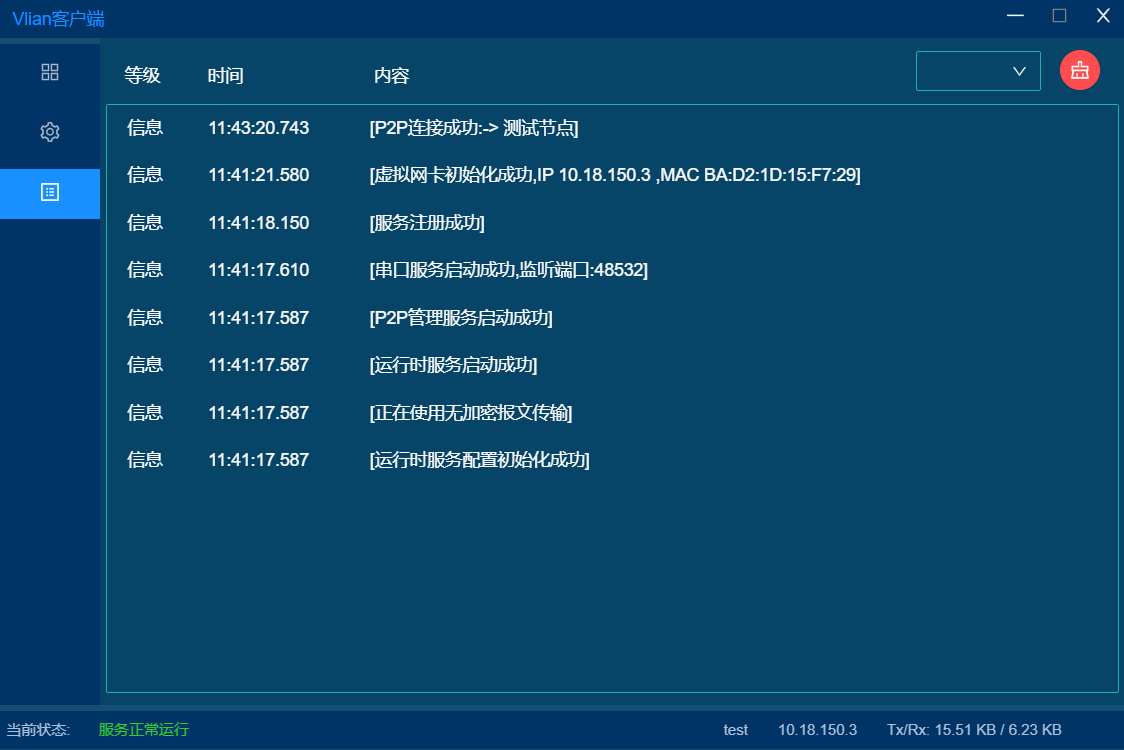 Vlian客户端
等级 时间 内容
信息 11:43:20.743 [P2P连接成功:-> 测试节点]
信息 11:41:21.580 [虚拟网卡初始化成功,IP 10.18.150.3 ,MAC BA:D2:1D:15:F7:29]
信息 11:41:18.150 [服务注册成功]
信息 11:41:17.610 [串口服务启动成功,监听端口:48532]
信息 11:41:17.587 [P2P管理服务启动成功]
信息 11:41:17.587 [运行时服务启动成功]
信息 11:41:17.587 [正在使用无加密报文传输]
信息 11:41:17.587 [运行时服务配置初始化成功]
当前状态: 服务正常运行 test 10.18.150.3 Tx/Rx: 15.51 KB / 6.23 KB